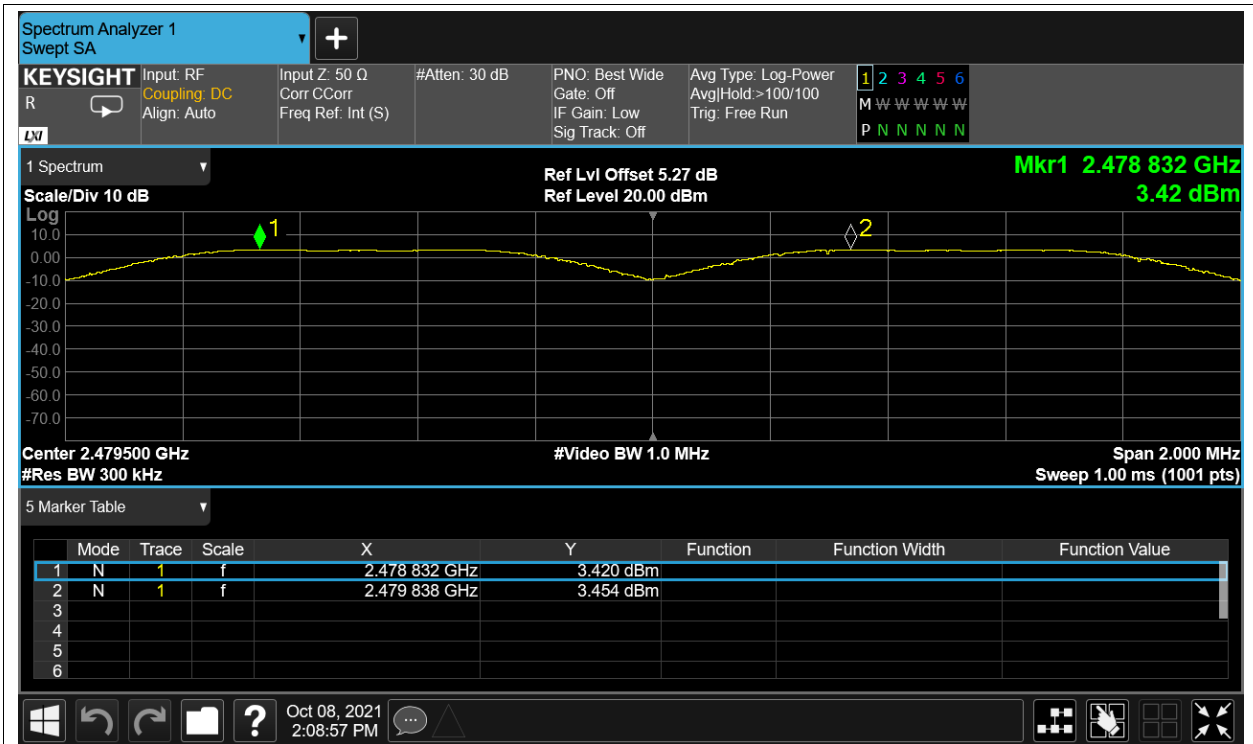 Spectrum Analyzer 1
Swept SA
KEYSIGHT
R
LXI
Input: RF
Coupling: DC
Align: Auto
Input Z: 50 Ω
Corr CCorr
Freq Ref: Int (S)
#Atten: 30 dB
PNO: Best Wide
Gate: Off
IF Gain: Low
Sig Track: Off
Avg Type: Log-Power
Avg|Hold:>100/100
Trig: Free Run
1 2 3 4 5 6
M W W W W W
P N N N N N
1 Spectrum
Scale/Div 10 dB
Ref Lvl Offset 5.27 dB
Ref Level 20.00 dBm
Mkr1 2.478 832 GHz
3.42 dBm
Log
1
2
10.0
0.00
-10.0
-20.0
-30.0
-40.0
-50.0
-60.0
-70.0
Center 2.479500 GHz
#Video BW 1.0 MHz
Span 2.000 MHz
#Res BW 300 kHz
Sweep 1.00 ms (1001 pts)
5 Marker Table
Mode Trace Scale X Y Function Function Width Function Value
1 N 1 f 2.478 832 GHz 3.420 dBm
2 N 1 f 2.479 838 GHz 3.454 dBm
3
4
5
6
?
Oct 08, 2021
2:08:57 PM